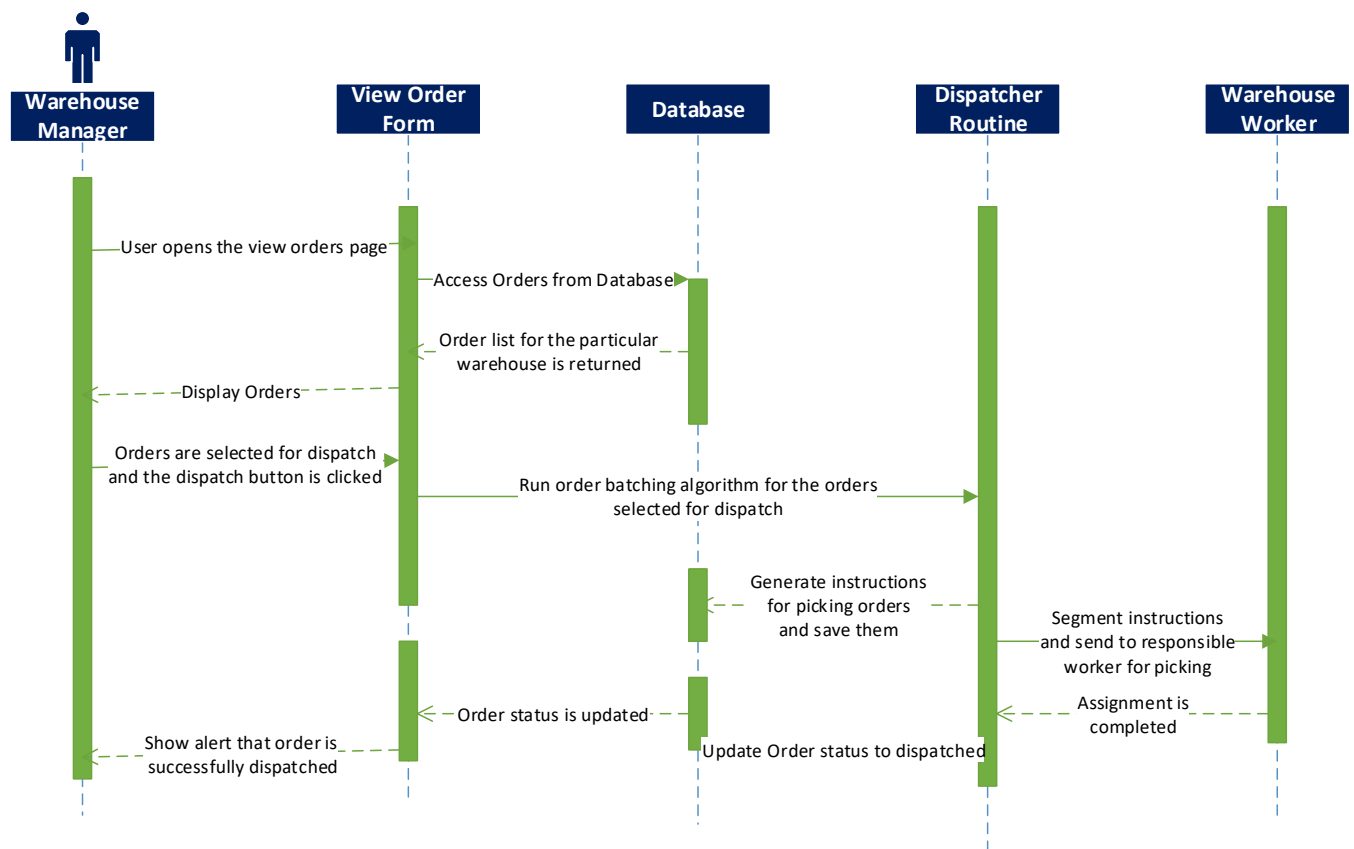 Warehouse
Manager
View Order
Form
Database
Dispatcher
Routine
Warehouse
Worker
User opens the view orders page
Access Orders from Database
Order list for the particular
warehouse is returned
Display Orders
Orders are selected for dispatch
and the dispatch button is clicked
Run order batching algorithm for the orders
selected for dispatch
Generate instructions
for picking orders
and save them
Segment instructions
and send to responsible
worker for picking
Assignment is
completed
Order status is updated
Update Order status to dispatched
Show alert that order is
successfully dispatched